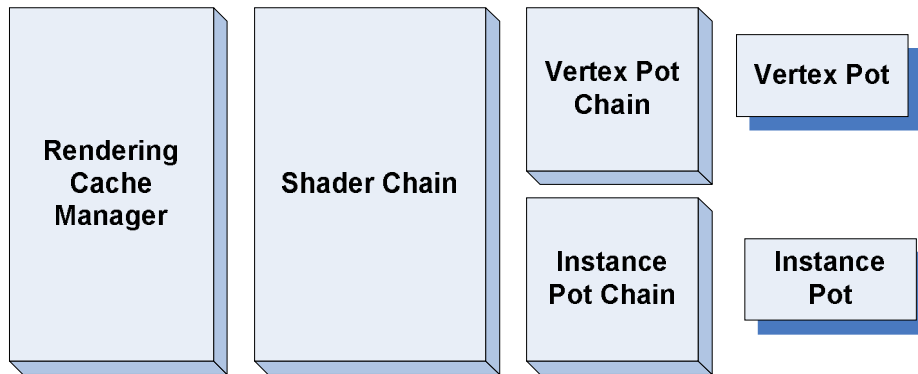 Rendering
Cache
Manager
Shader Chain
Vertex Pot
Chain
Vertex Pot
Instance
Pot Chain
Instance
Pot